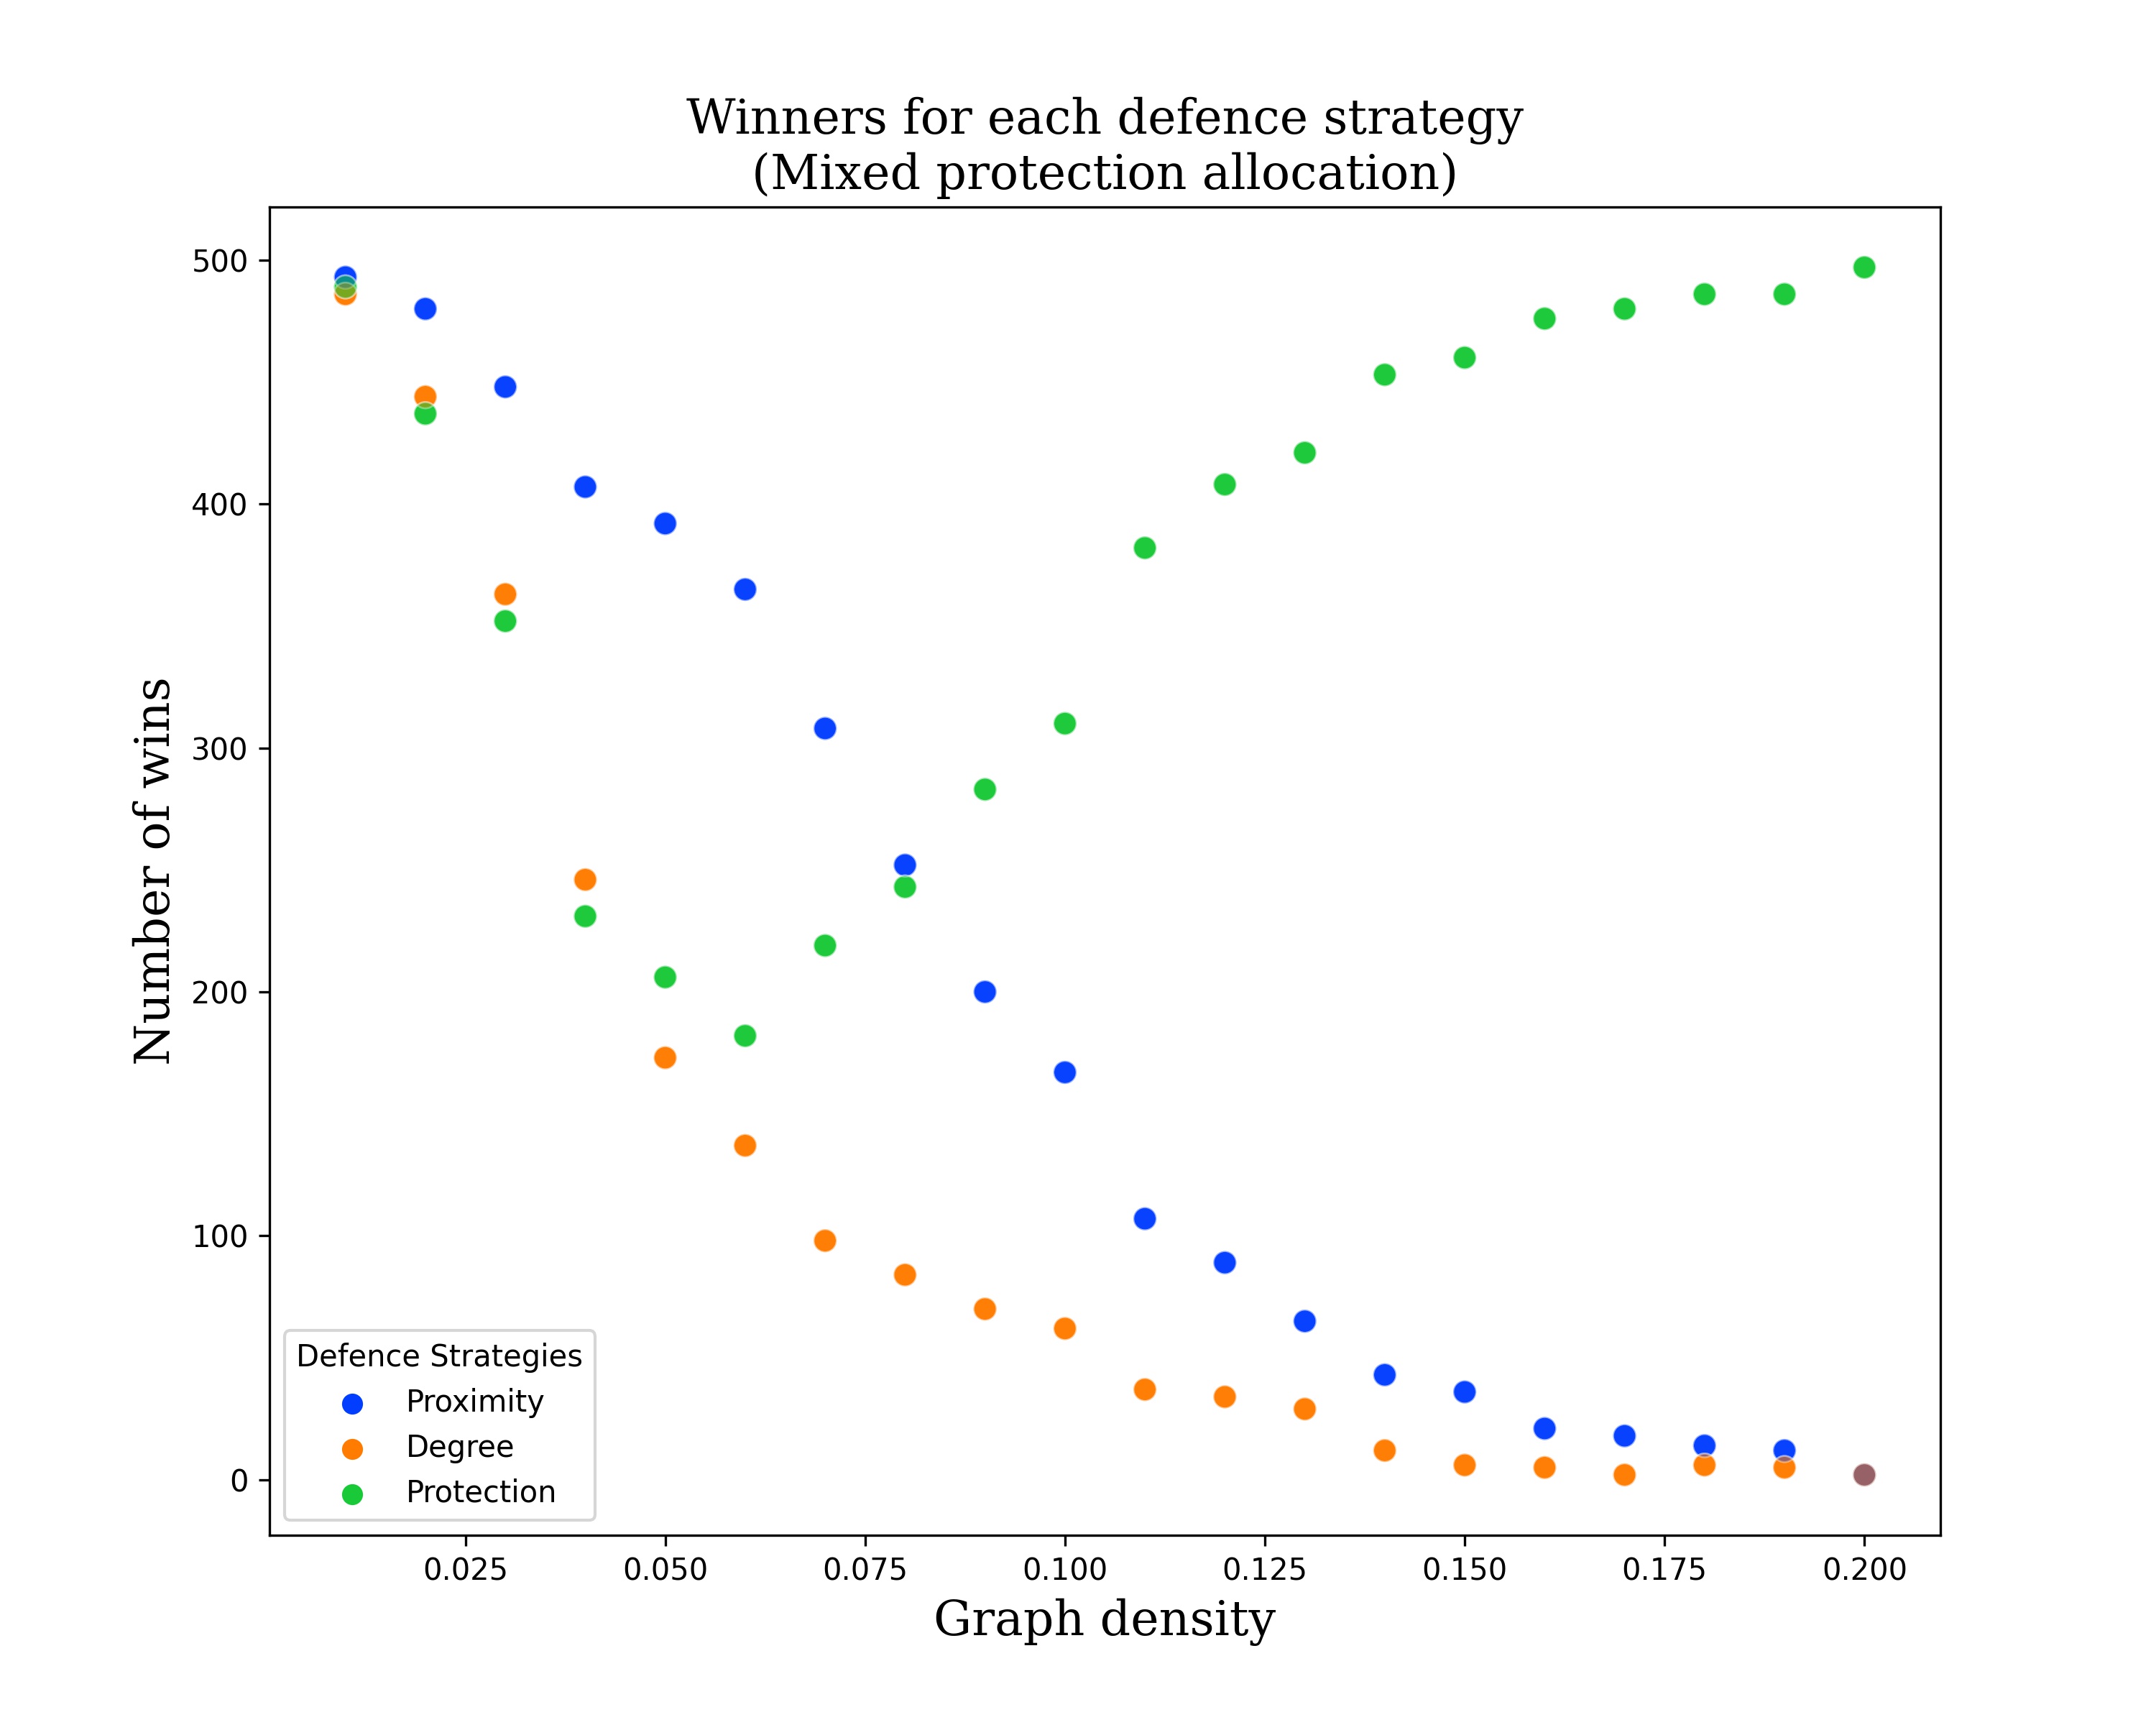 Winners for each defence strategy
(Mixed protection allocation)
Number of wins
500
400
300
200
100
0
Defence Strategies
Proximity
Degree
Protection
0.025 0.050 0.075 0.100 0.125 0.150 0.175 0.200
Graph density